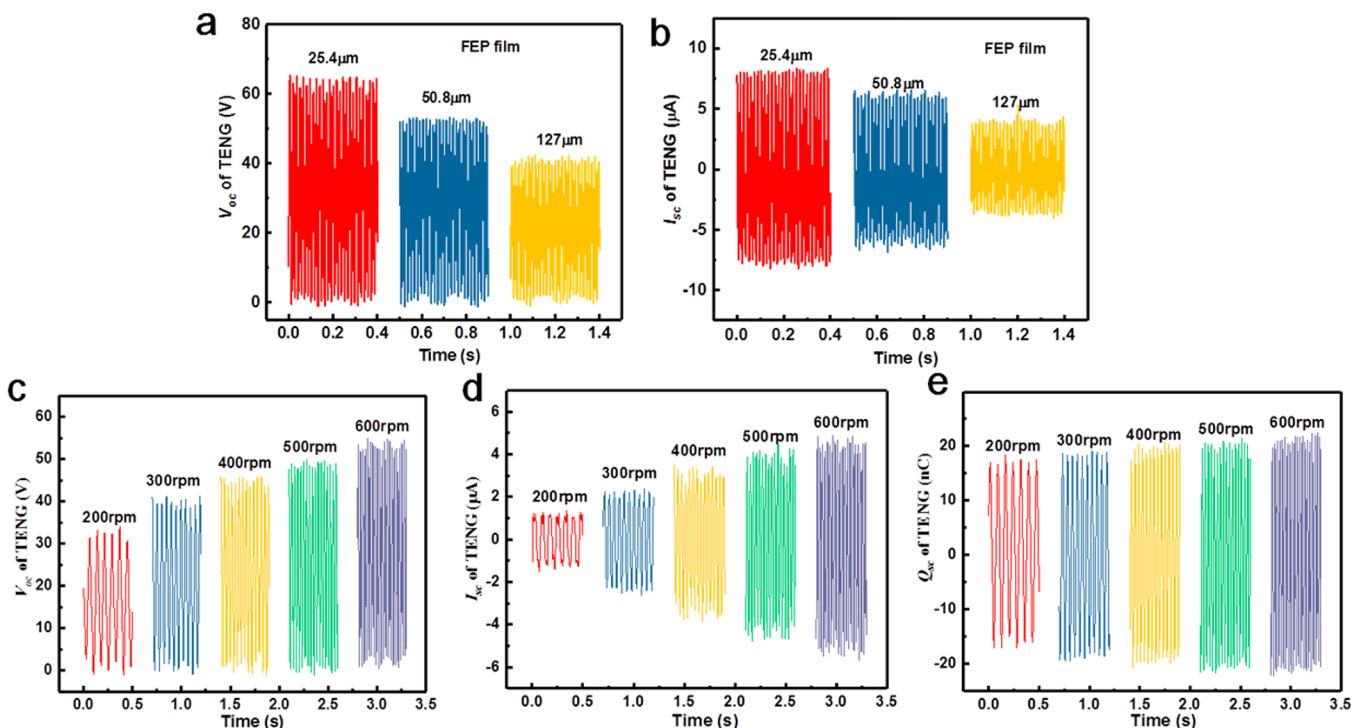 a
FEP film
25.4μm
50.8μm
127μm
V_oc of TENG (V)
80
60
40
20
0
0.0 0.2 0.4 0.6 0.8 1.0 1.2 1.4
Time (s)
b
FEP film
25.4μm
50.8μm
127μm
I_sc of TENG (μA)
10
5
0
-5
-10
0.0 0.2 0.4 0.6 0.8 1.0 1.2 1.4
Time (s)
c
200rpm
300rpm
400rpm
500rpm
600rpm
V_oc of TENG (V)
60
50
40
30
20
10
0
0.0 0.5 1.0 1.5 2.0 2.5 3.0 3.5
Time (s)
d
200rpm
300rpm
400rpm
500rpm
600rpm
I_sc of TENG (μA)
6
4
2
0
-2
-4
-6
0.0 0.5 1.0 1.5 2.0 2.5 3.0 3.5
Time (s)
e
200rpm
300rpm
400rpm
500rpm
600rpm
Q_sc of TENG (nC)
20
10
0
-10
-20
0.0 0.5 1.0 1.5 2.0 2.5 3.0 3.5
Time (s)